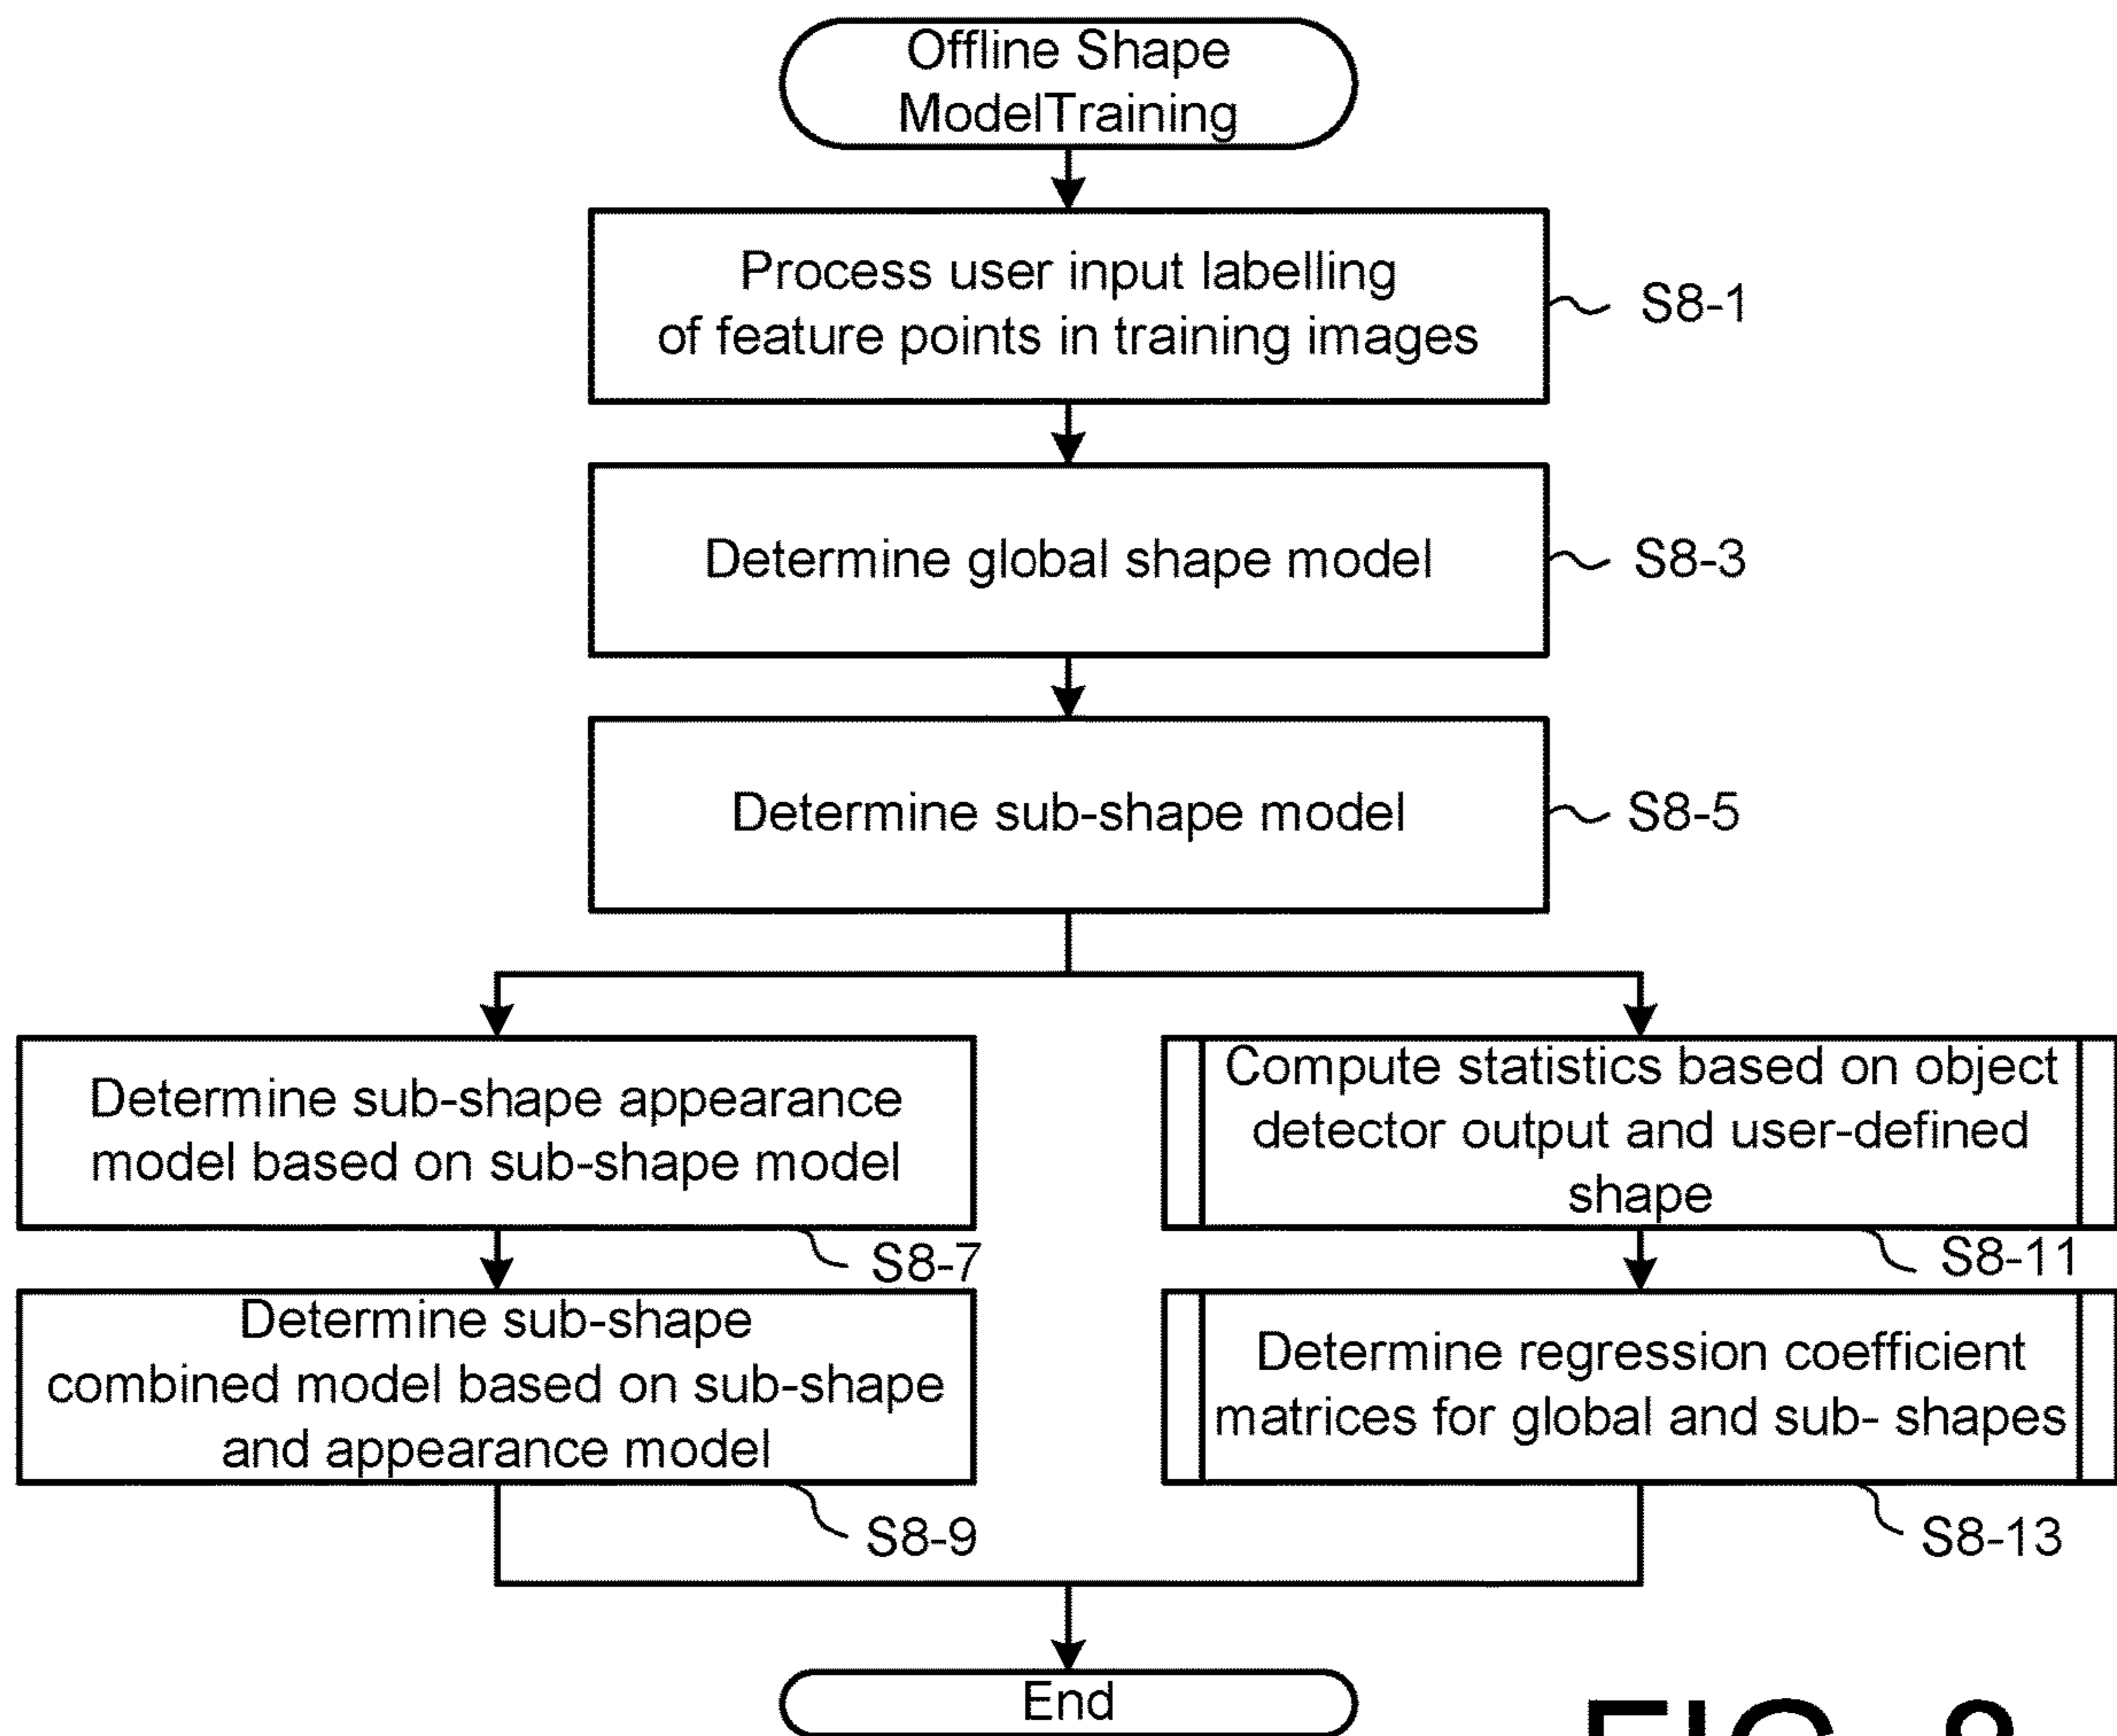 Offline Shape
ModelTraining
Process user input labelling
of feature points in training images
S8-1
Determine global shape model
S8-3
Determine sub-shape model
S8-5
Determine sub-shape appearance
model based on sub-shape model
S8-7
Compute statistics based on object
detector output and user-defined
shape
S8-11
Determine sub-shape
combined model based on sub-shape
and appearance model
S8-9
Determine regression coefficient
matrices for global and sub- shapes
S8-13
End
FIG. 8